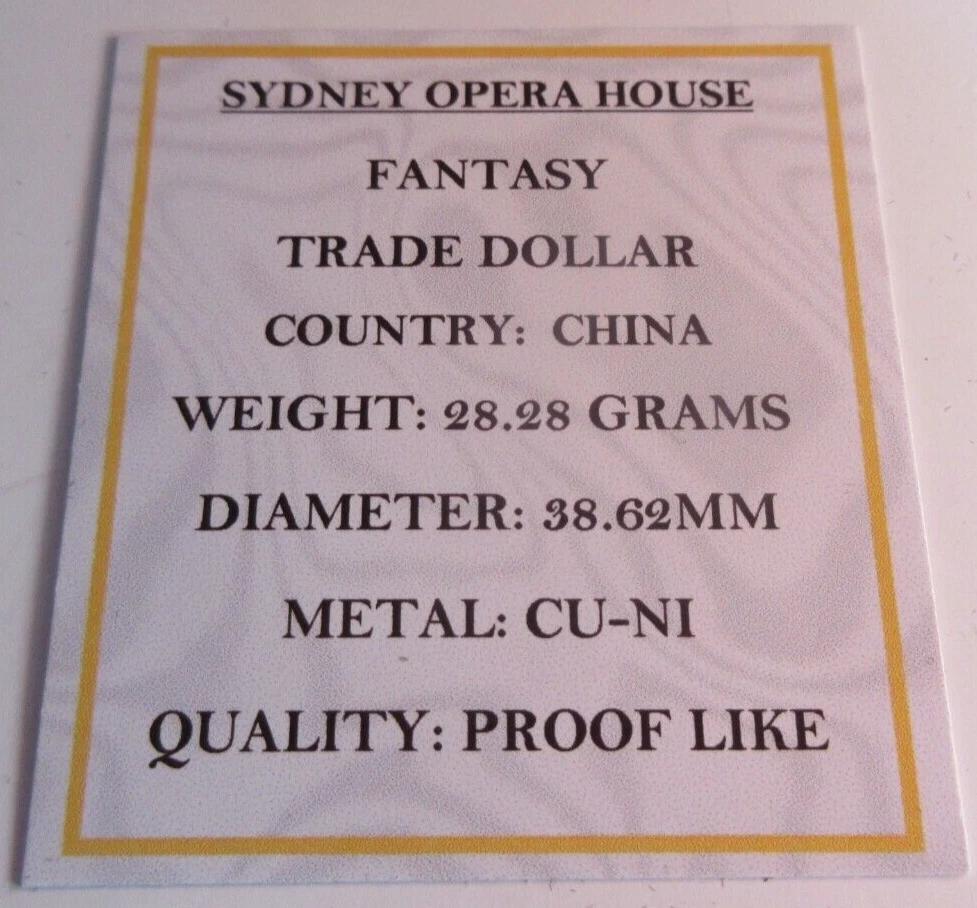 SYDNEY OPERA HOUSE
FANTASY
TRADE DOLLAR
COUNTRY: CHINA
WEIGHT: 28.28 GRAMS
DIAMETER: 38.62MM
METAL: CU-NI
QUALITY: PROOF LIKE